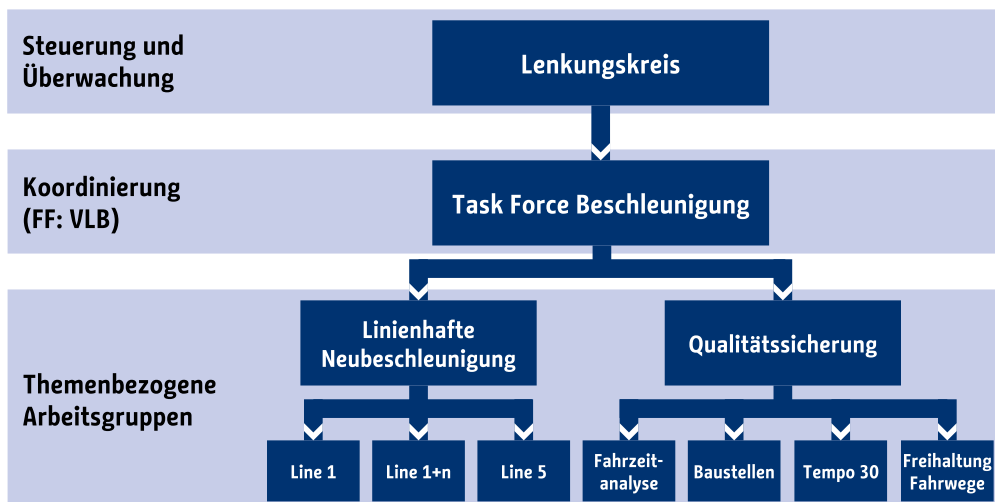 Steuerung und
Überwachung
Lenkungskreis
Koordinierung
(FF: VLB)
Task Force Beschleunigung
Themenbezogene
Arbeitsgruppen
Linienhafte
Neubeschleunigung
Qualitätssicherung
Line 1
Line 1+n
Line 5
Fahrzeit-
analyse
Baustellen
Tempo 30
Freihaltung
Fahrwege